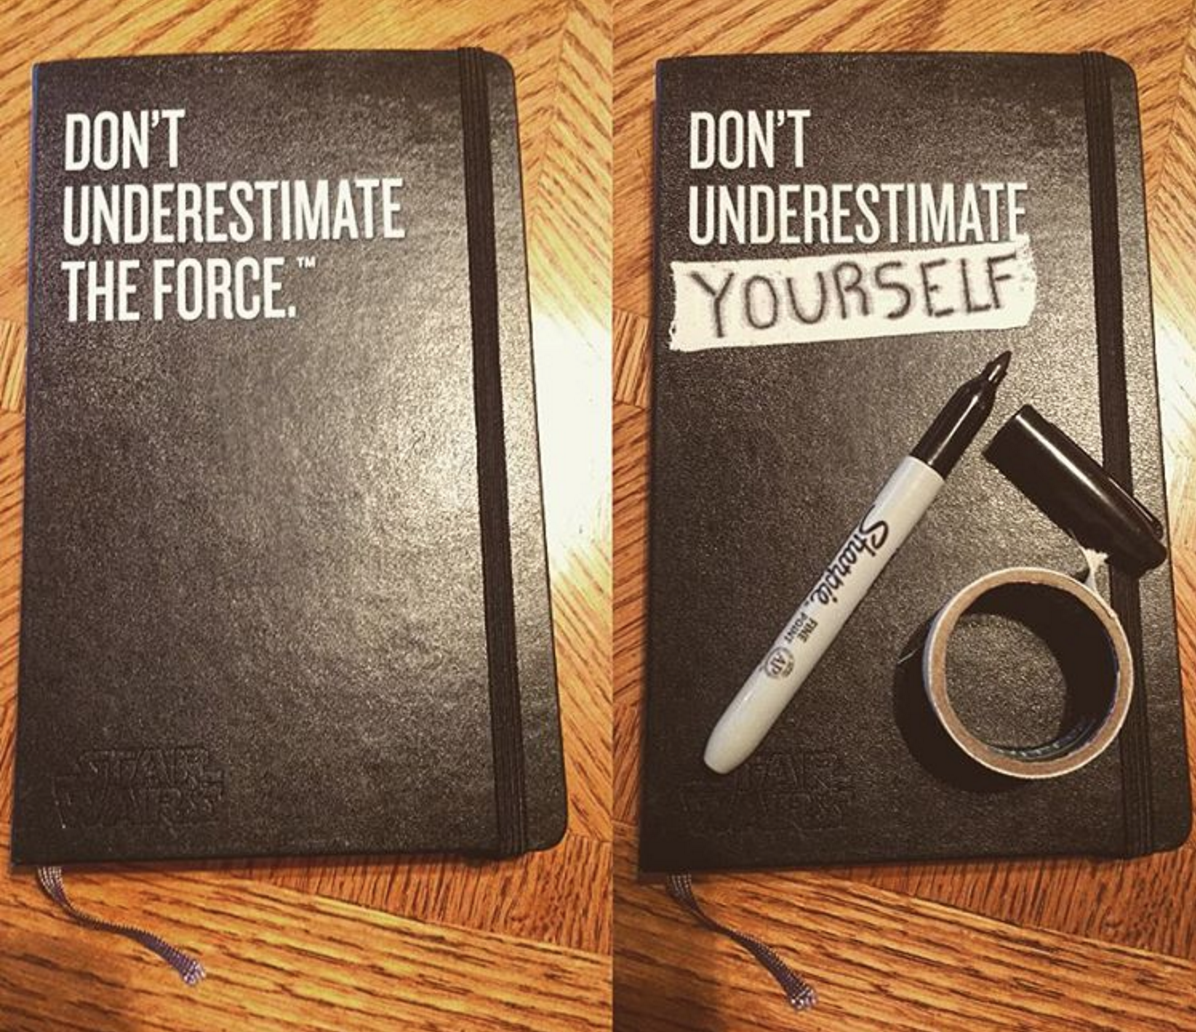 DON'T
UNDERESTIMATE
THE FORCE.™
STAR
WARS
DON'T
UNDERESTIMATE
YOURSELF
Sharpie
FINE
POINT
AP
STAR
WARS